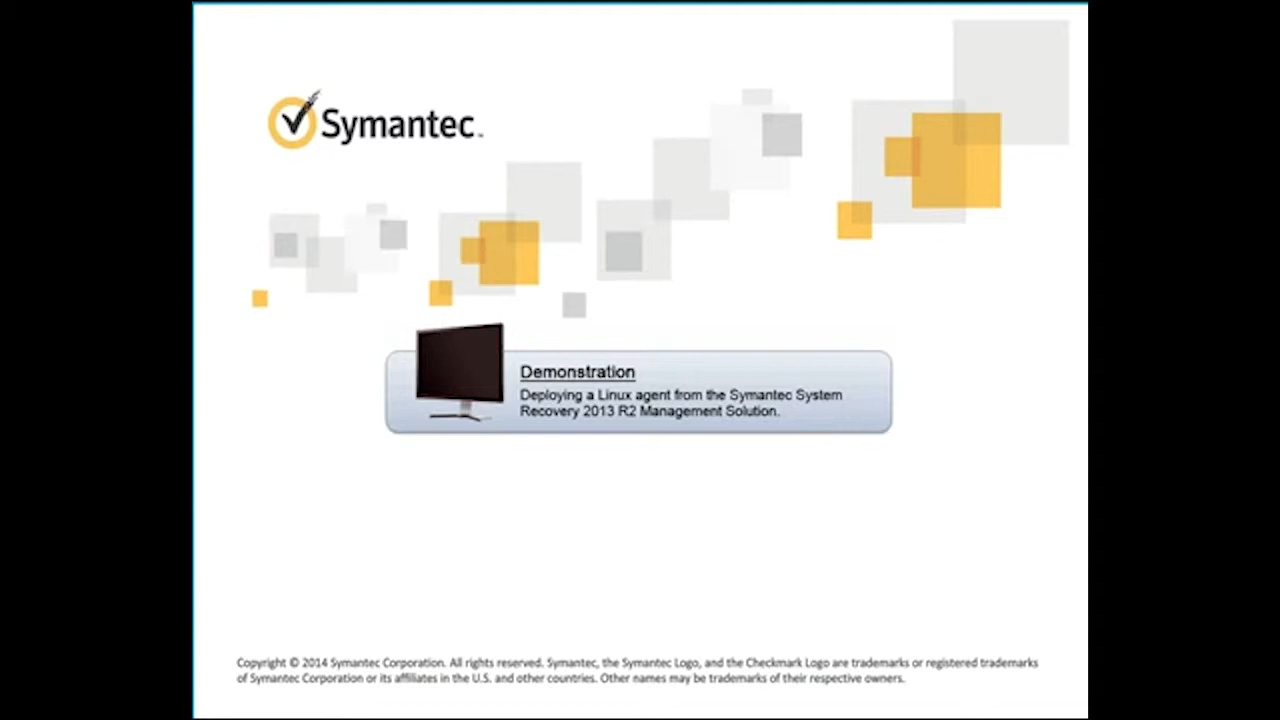 Symantec™
Demonstration
Deploying a Linux agent from the Symantec System
Recovery 2013 R2 Management Solution.
Copyright © 2014 Symantec Corporation. All rights reserved. Symantec, the Symantec Logo, and the Checkmark Logo are trademarks or registered trademarks
of Symantec Corporation or its affiliates in the U.S. and other countries. Other names may be trademarks of their respective owners.